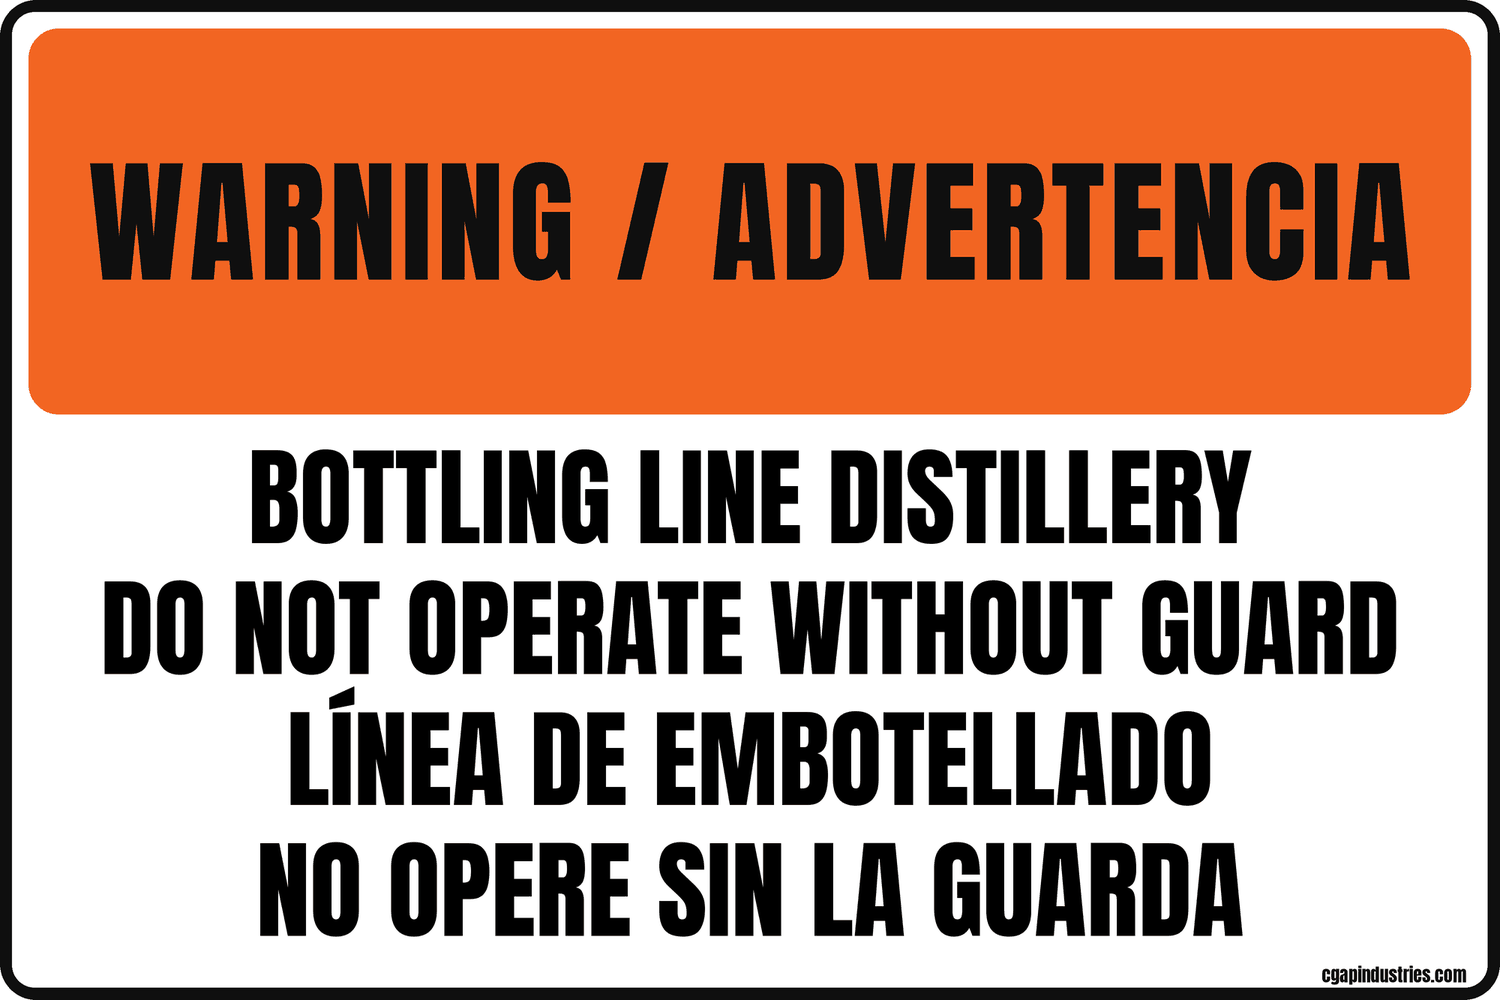 WARNING / ADVERTENCIA
BOTTLING LINE DISTILLERY
DO NOT OPERATE WITHOUT GUARD
LÍNEA DE EMBOTELLADO
NO OPERE SIN LA GUARDA
cgapindustries.com